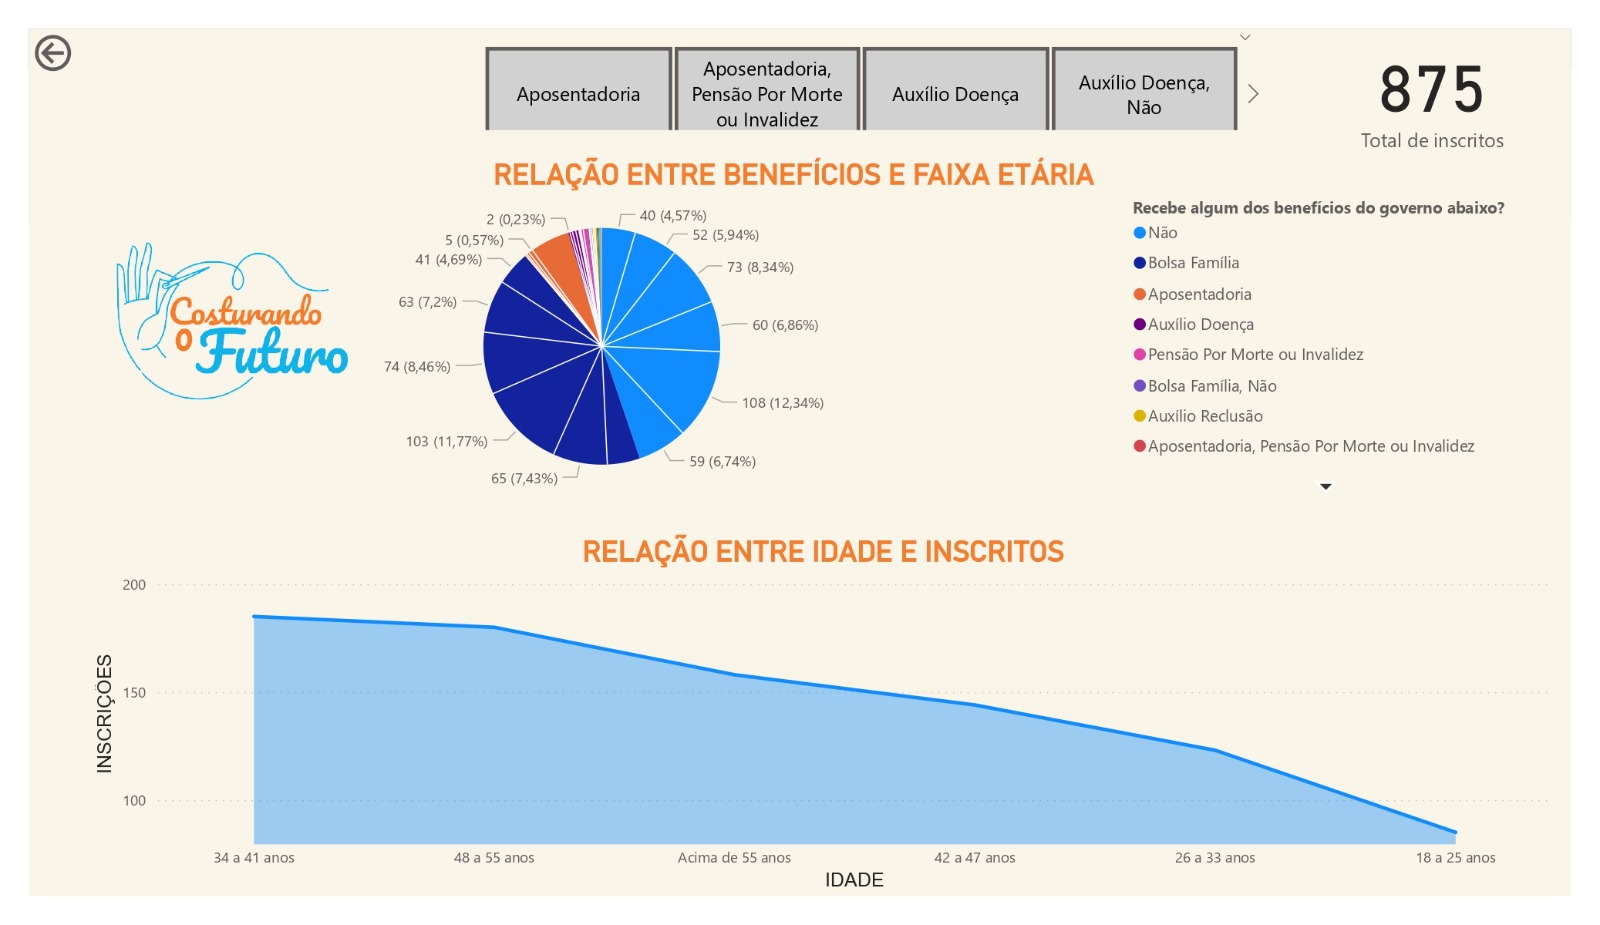 Aposentadoria
Aposentadoria,
Pensão Por Morte
ou Invalidez
Auxílio Doença
Auxílio Doença,
Não
875
Total de inscritos
RELAÇÃO ENTRE BENEFÍCIOS E FAIXA ETÁRIA
Costurando
O Futuro
2 (0,23%)
5 (0,57%)
41 (4,69%)
63 (7,2%)
74 (8,46%)
103 (11,77%)
65 (7,43%)
40 (4,57%)
52 (5,94%)
73 (8,34%)
60 (6,86%)
108 (12,34%)
59 (6,74%)
Recebe algum dos benefícios do governo abaixo?
Não
Bolsa Família
Aposentadoria
Auxílio Doença
Pensão Por Morte ou Invalidez
Bolsa Família, Não
Auxílio Reclusão
Aposentadoria, Pensão Por Morte ou Invalidez
RELAÇÃO ENTRE IDADE E INSCRITOS
INSCRIÇÕES
200
150
100
34 a 41 anos
48 a 55 anos
Acima de 55 anos
42 a 47 anos
26 a 33 anos
18 a 25 anos
IDADE